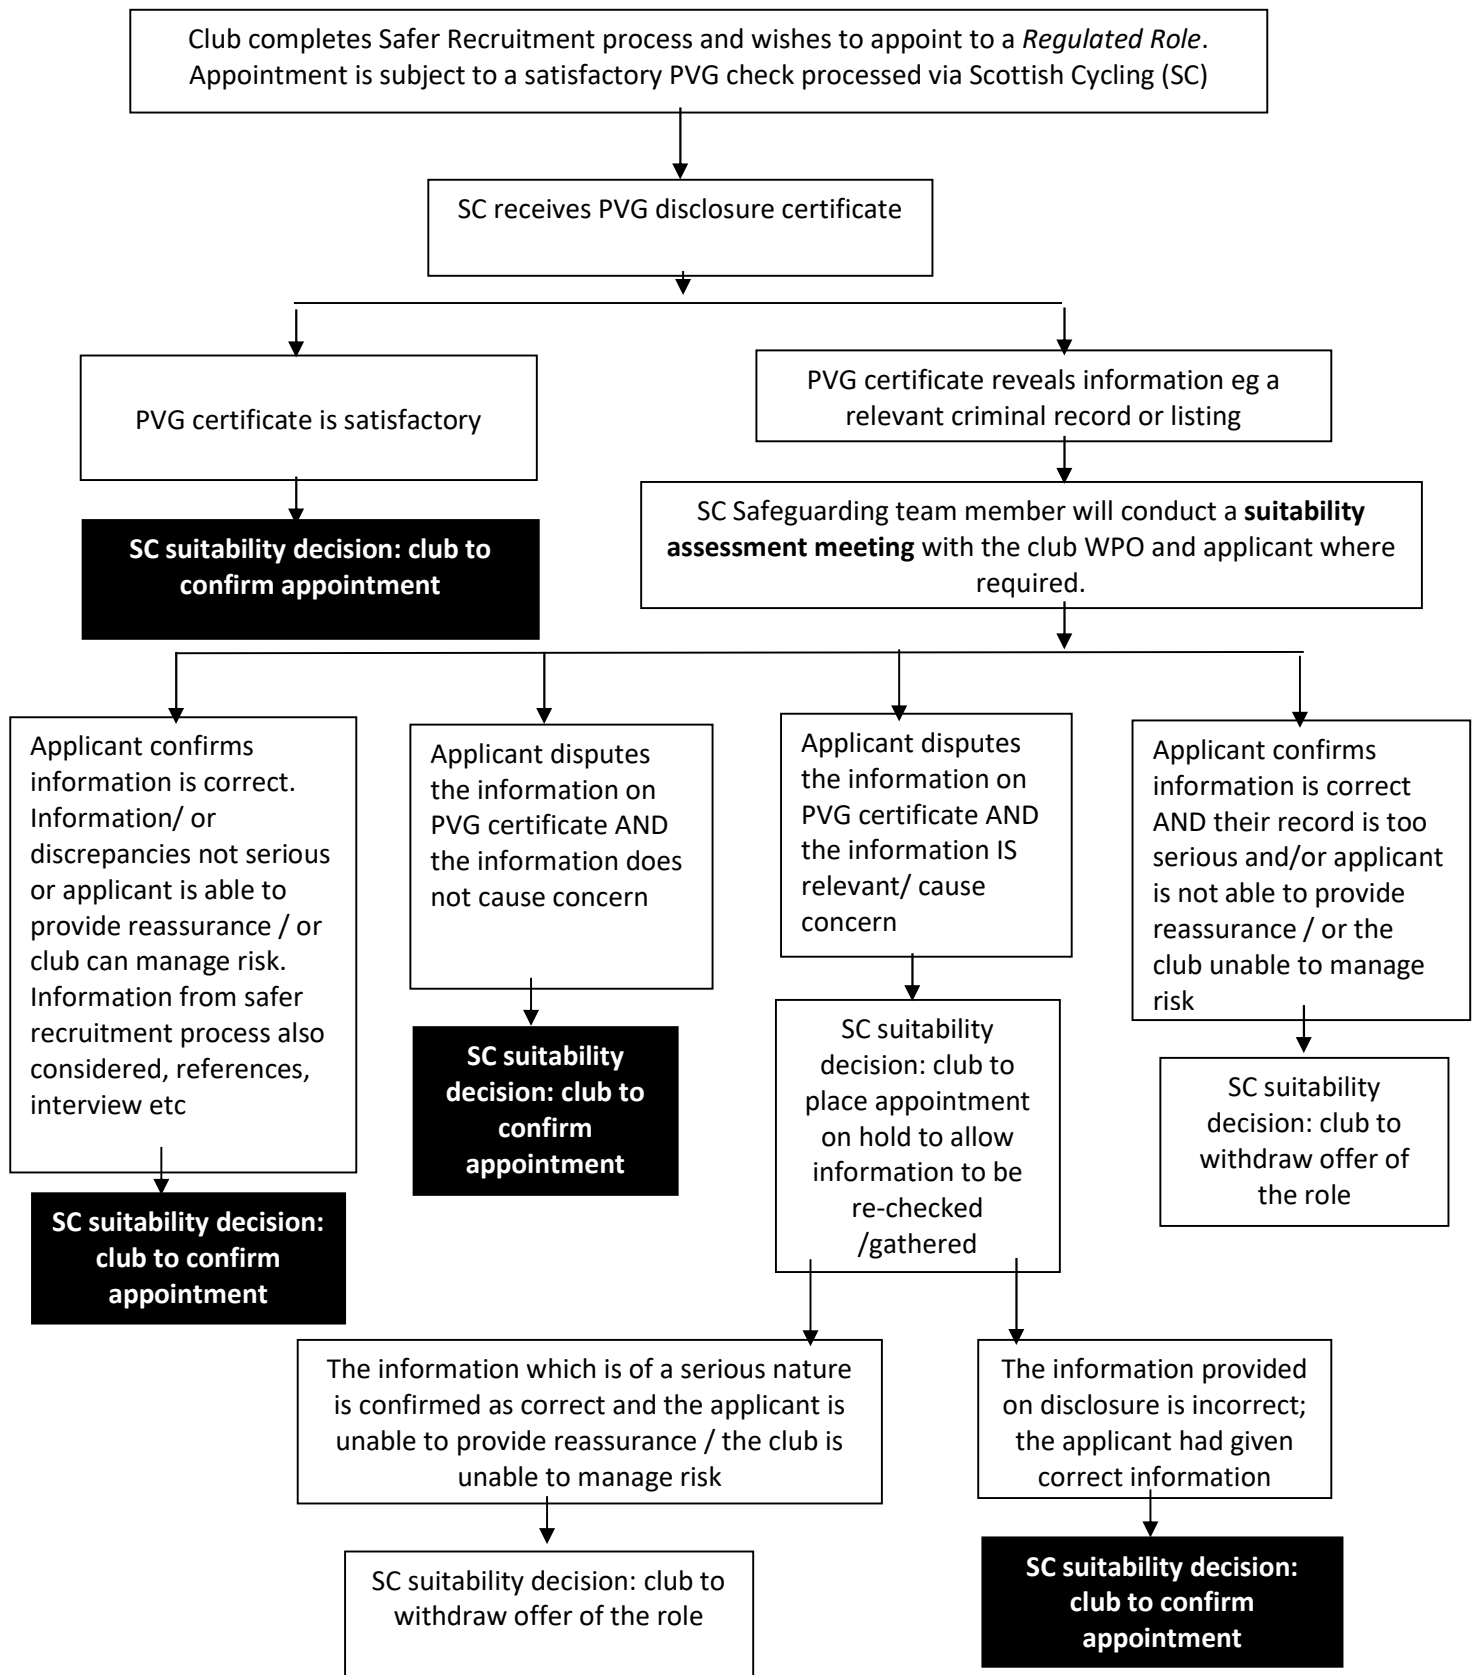 Club completes Safer Recruitment process and wishes to appoint to a Regulated Role.
Appointment is subject to a satisfactory PVG check processed via Scottish Cycling (SC)
SC receives PVG disclosure certificate
PVG certificate is satisfactory
PVG certificate reveals information eg a
relevant criminal record or listing
SC suitability decision: club to
confirm appointment
SC Safeguarding team member will conduct a suitability
assessment meeting with the club WPO and applicant where
required.
Applicant confirms
information is correct.
Information/ or
discrepancies not serious
or applicant is able to
provide reassurance / or
club can manage risk.
Information from safer
recruitment process also
considered, references,
interview etc
SC suitability decision:
club to confirm
appointment
Applicant disputes
the information on
PVG certificate AND
the information does
not cause concern
SC suitability
decision: club to
confirm
appointment
Applicant disputes
the information on
PVG certificate AND
the information IS
relevant/ cause
concern
SC suitability
decision: club to
place appointment
on hold to allow
information to be
re-checked
/gathered
Applicant confirms
information is correct
AND their record is too
serious and/or applicant
is not able to provide
reassurance / or the
club unable to manage
risk
SC suitability
decision: club to
withdraw offer of
the role
The information which is of a serious nature
is confirmed as correct and the applicant is
unable to provide reassurance / the club is
unable to manage risk
SC suitability decision: club to
withdraw offer of the role
The information provided
on disclosure is incorrect;
the applicant had given
correct information
SC suitability decision:
club to confirm
appointment